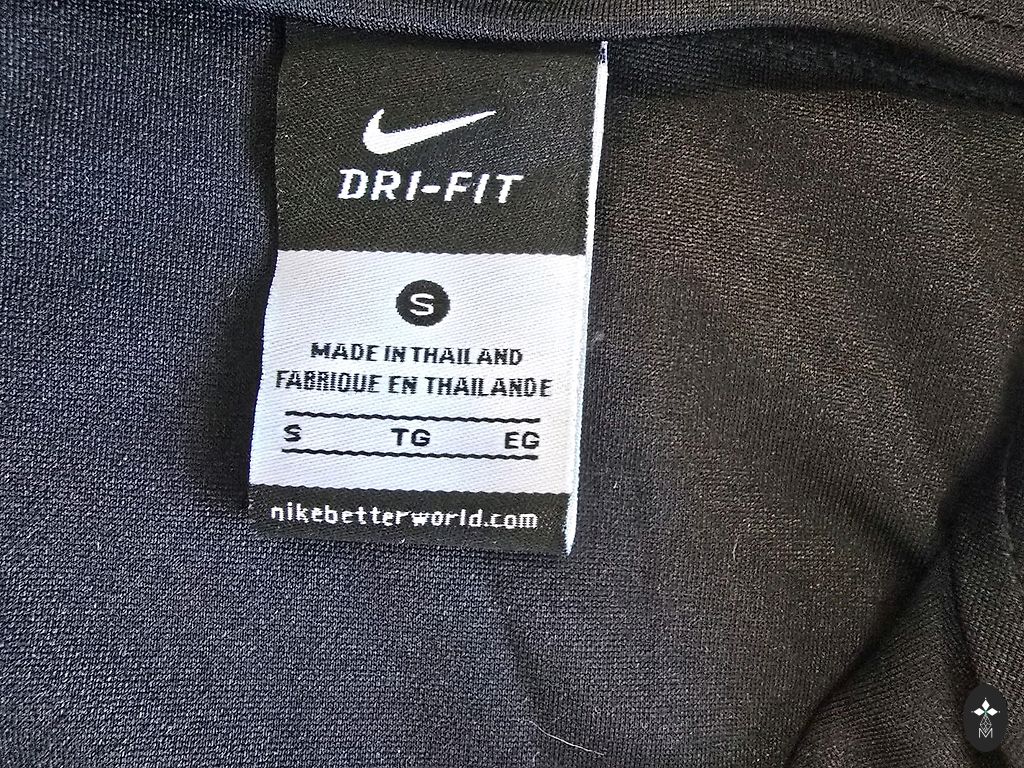 DRI-FIT
S
MADE IN THAILAND
FABRIQUE EN THAILANDE
S TG EG
nikebetterworld.com
M